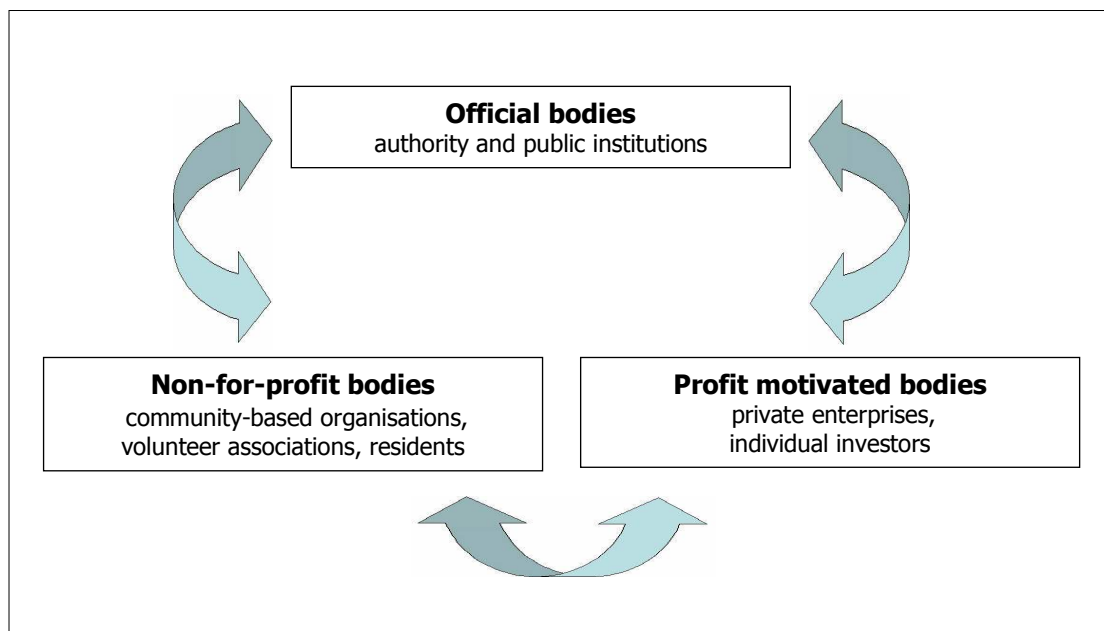 Official bodies
authority and public institutions
Non-for-profit bodies
community-based organisations,
volunteer associations, residents
Profit motivated bodies
private enterprises,
individual investors